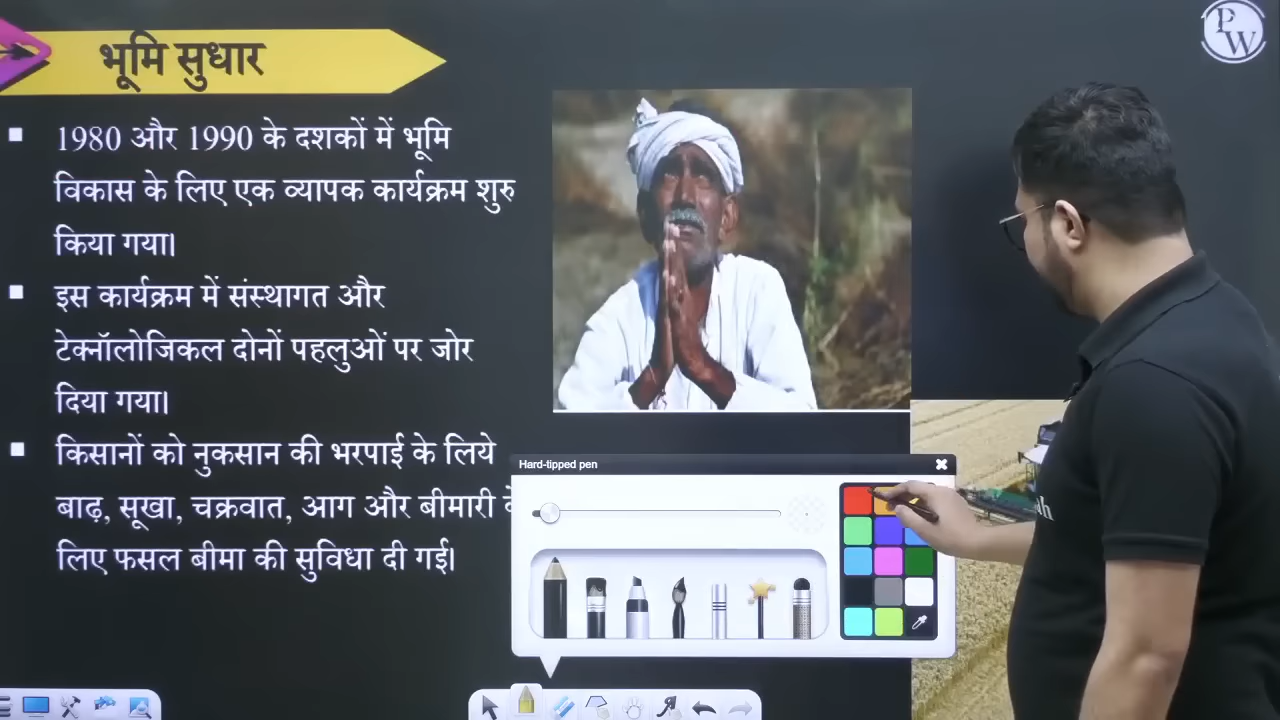 भूमि सुधार
PW
1980 और 1990 के दशकों में भूमि
विकास के लिए एक व्यापक कार्यक्रम शुरु
किया गया।
इस कार्यक्रम में संस्थागत और
टेक्नॉलोजिकल दोनों पहलुओं पर जोर
दिया गया।
किसानों को नुकसान की भरपाई के लिये
बाढ़, सूखा, चक्रवात, आग और बीमारी
लिए फसल बीमा की सुविधा दी गई।
Hard-tipped pen